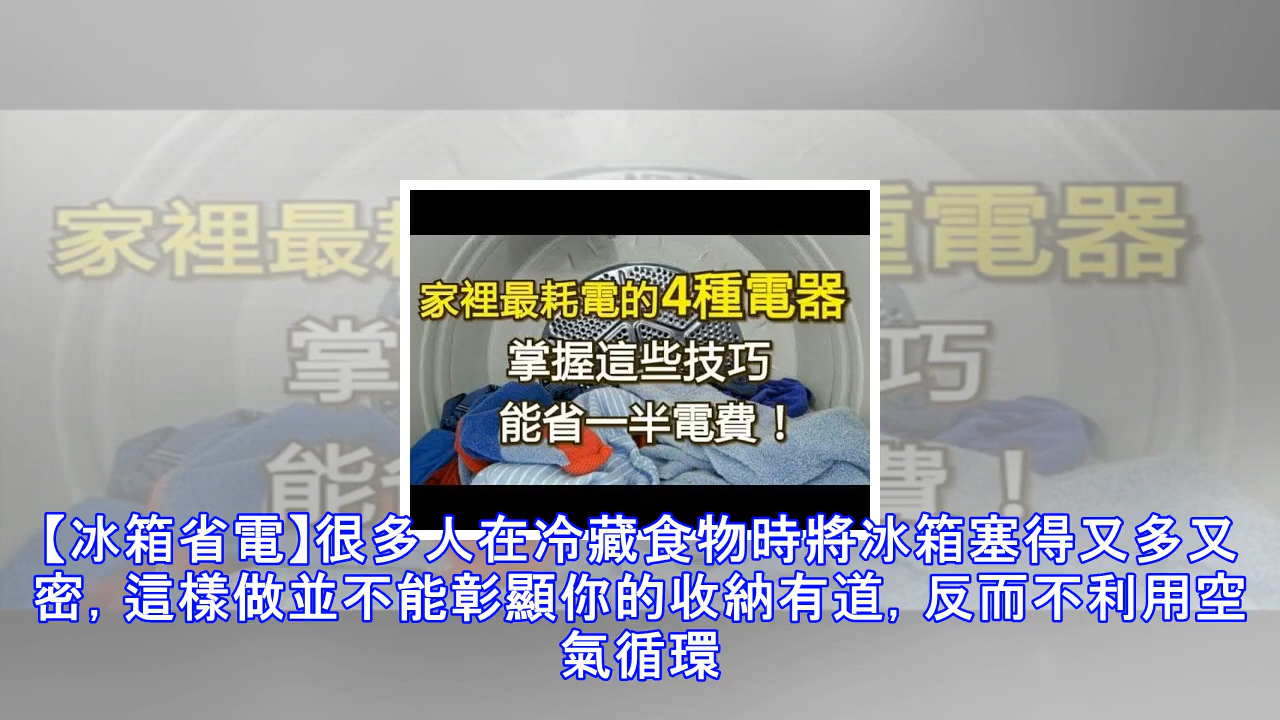 家裡最耗電的4種電器
掌握這些技巧
能省一半電費！
【冰箱省電】很多人在冷藏食物時將冰箱塞得又多又
密, 這樣做並不能彰顯你的收納有道, 反而不利用空
氣循環